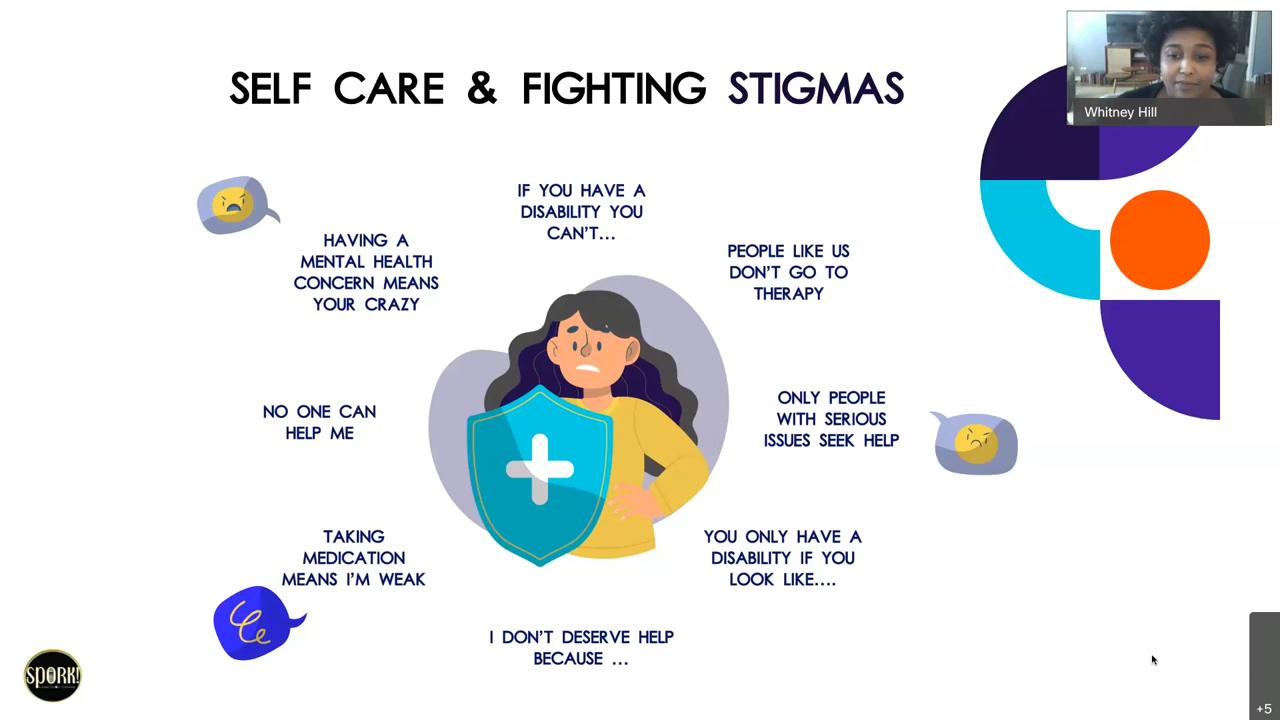 Whitney Hill
SELF CARE & FIGHTING STIGMAS
IF YOU HAVE A
DISABILITY YOU
CAN'T...
HAVING A
MENTAL HEALTH
CONCERN MEANS
YOUR CRAZY
PEOPLE LIKE US
DON'T GO TO
THERAPY
NO ONE CAN
HELP ME
ONLY PEOPLE
WITH SERIOUS
ISSUES SEEK HELP
TAKING
MEDICATION
MEANS I'M WEAK
YOU ONLY HAVE A
DISABILITY IF YOU
LOOK LIKE....
I DON'T DESERVE HELP
BECAUSE ...
SPORK!
+5